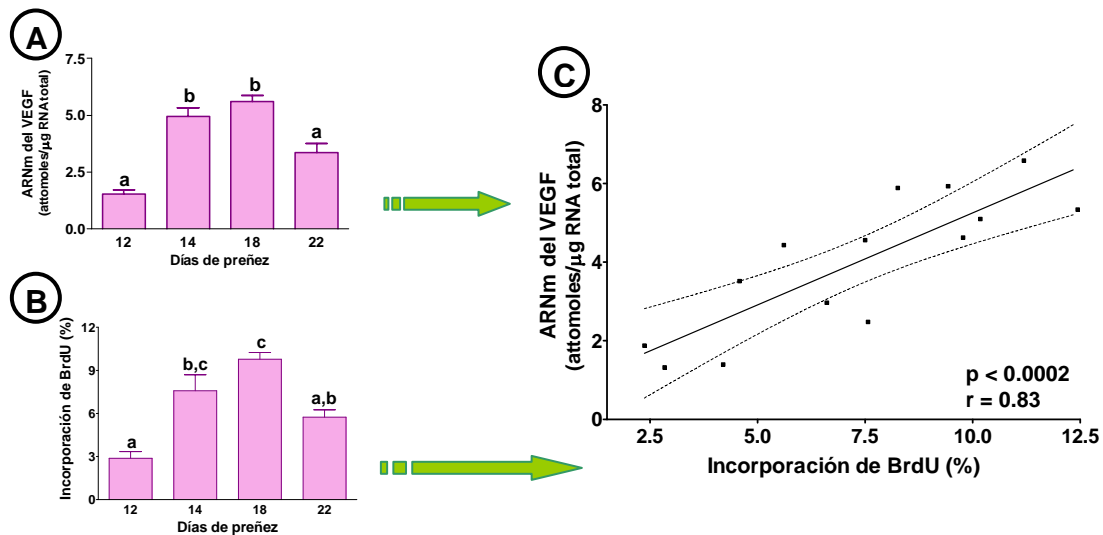 A
ARNm del VEGF
(attomoles/µg RNA total)
7.5
5.0
2.5
0.0
a
b
b
a
12 14 18 22
Días de preñez
B
Incorporación de BrdU (%)
12
9
6
3
0
a
b,c
c
a,b
12 14 18 22
Días de preñez
C
ARNm del VEGF
(attomoles/µg RNA total)
8
6
4
2
0
p < 0.0002
r = 0.83
2.5 5.0 7.5 10.0 12.5
Incorporación de BrdU (%)